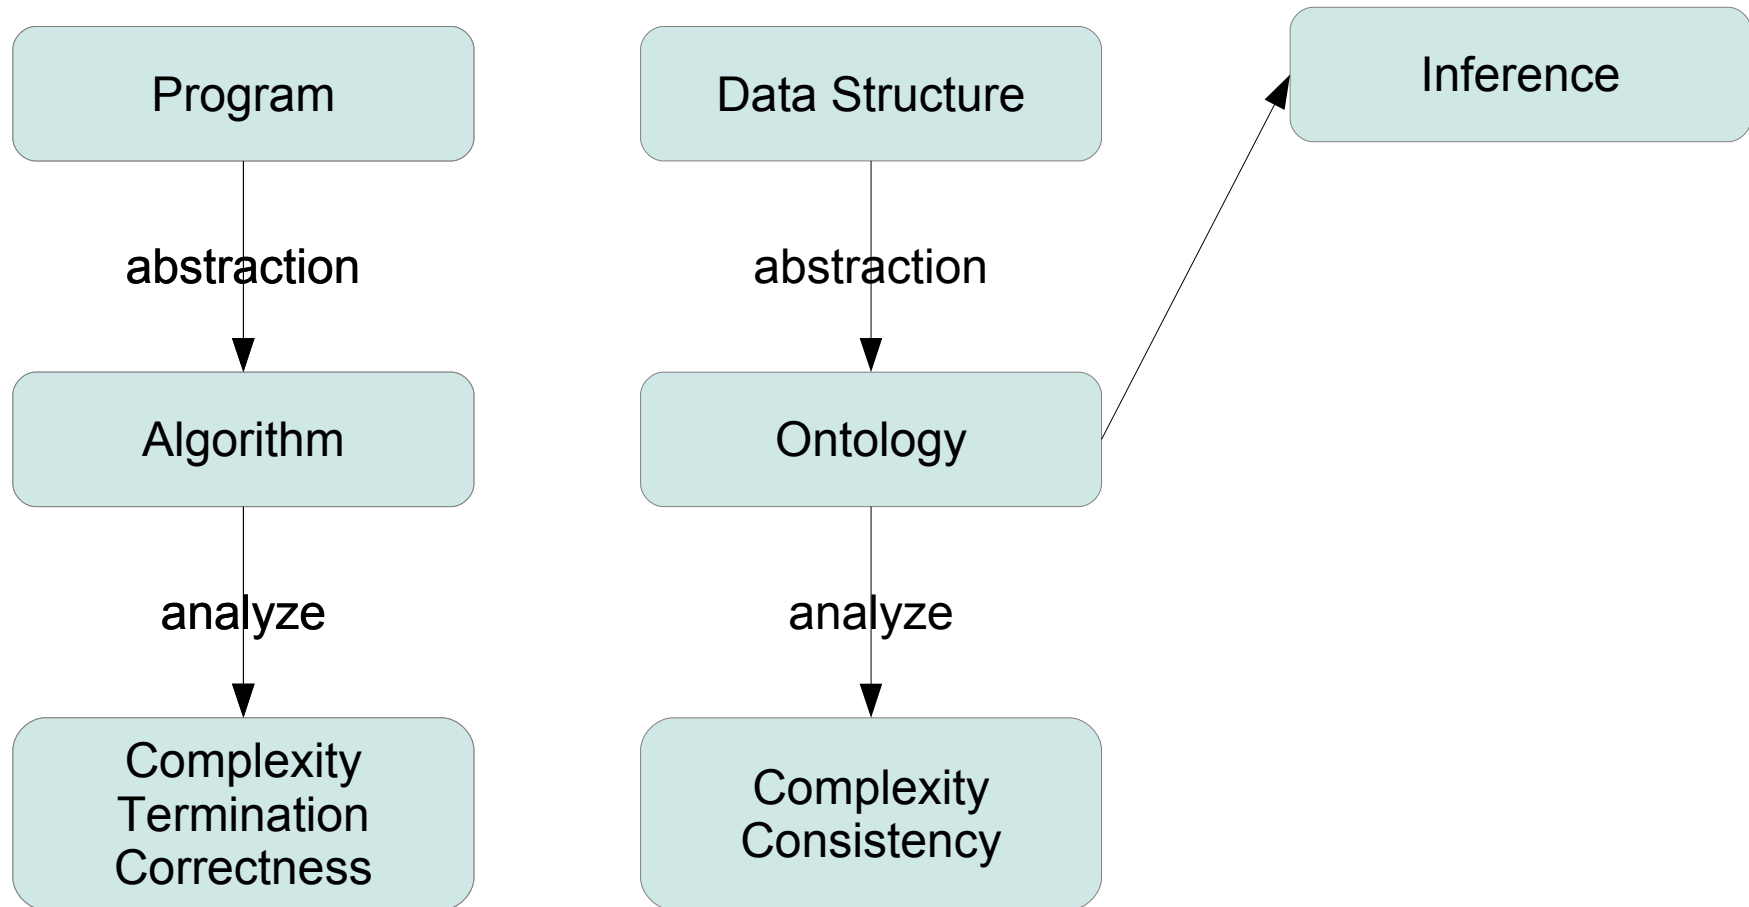 Program
Data Structure
Inference
abstraction
abstraction
Algorithm
Ontology
analyze
analyze
Complexity
Termination
Correctness
Complexity
Consistency